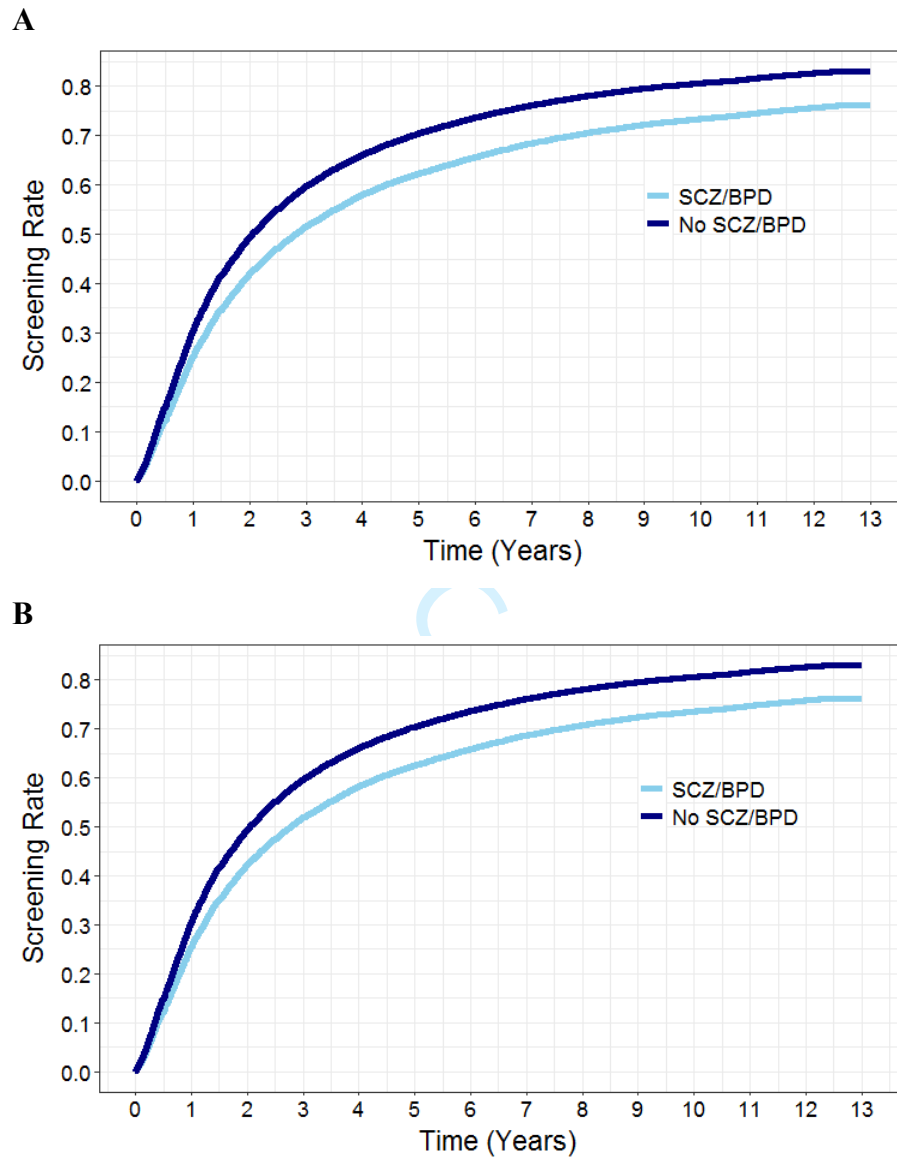 A
0.8
0.7
0.6
0.5
0.4
0.3
0.2
0.1
0.0
Screening Rate
SCZ/BPD
No SCZ/BPD
0 1 2 3 4 5 6 7 8 9 10 11 12 13
Time (Years)
B
0.8
0.7
0.6
0.5
0.4
0.3
0.2
0.1
0.0
Screening Rate
SCZ/BPD
No SCZ/BPD
0 1 2 3 4 5 6 7 8 9 10 11 12 13
Time (Years)